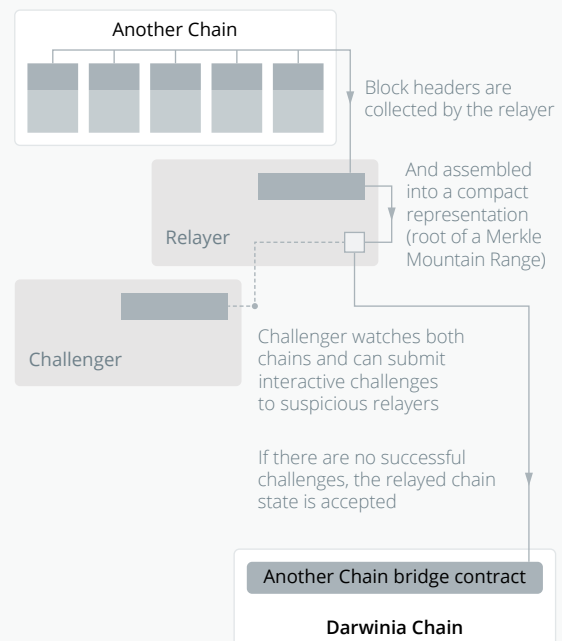 Another Chain
Block headers are
collected by the relayer
And assembled
into a compact
representation
(root of a Merkle
Mountain Range)
Relayer
Challenger
Challenger watches both
chains and can submit
interactive challenges
to suspicious relayers
If there are no successful
challenges, the relayed chain
state is accepted
Another Chain bridge contract
Darwinia Chain